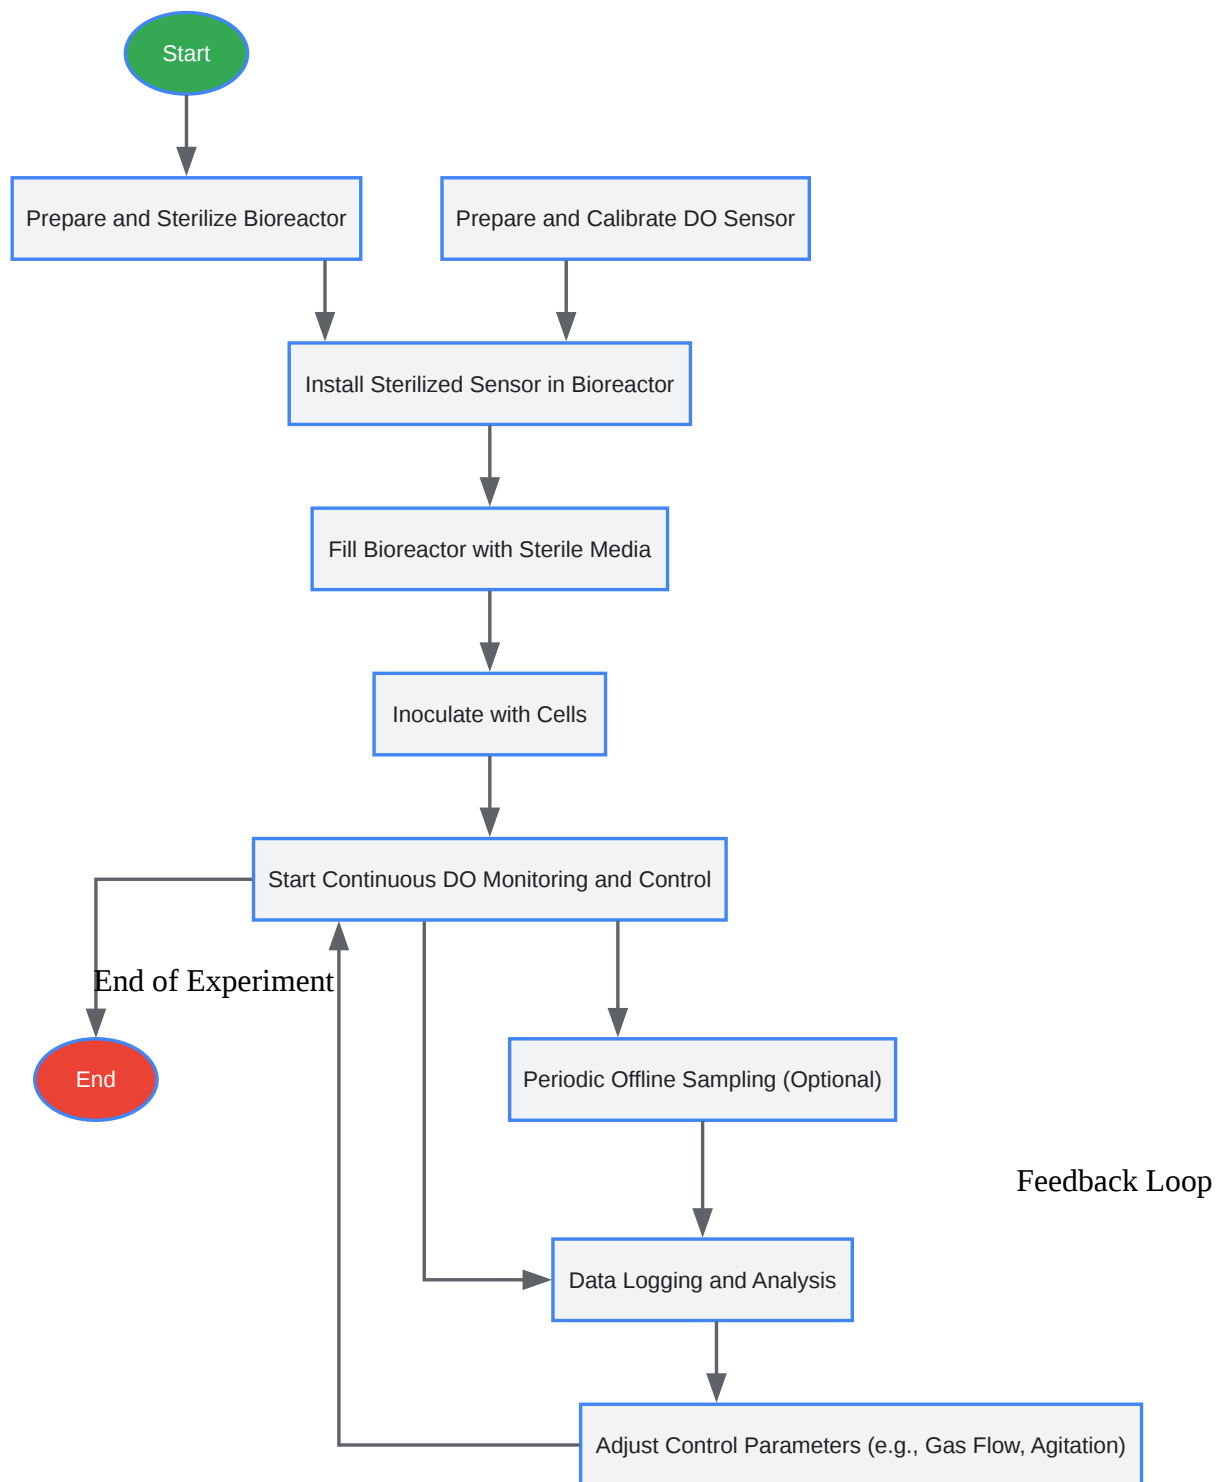 Start
Prepare and Sterilize Bioreactor
Prepare and Calibrate DO Sensor
Install Sterilized Sensor in Bioreactor
Fill Bioreactor with Sterile Media
Inoculate with Cells
Start Continuous DO Monitoring and Control
End of Experiment
End
Periodic Offline Sampling (Optional)
Feedback Loop
Data Logging and Analysis
Adjust Control Parameters (e.g., Gas Flow, Agitation)